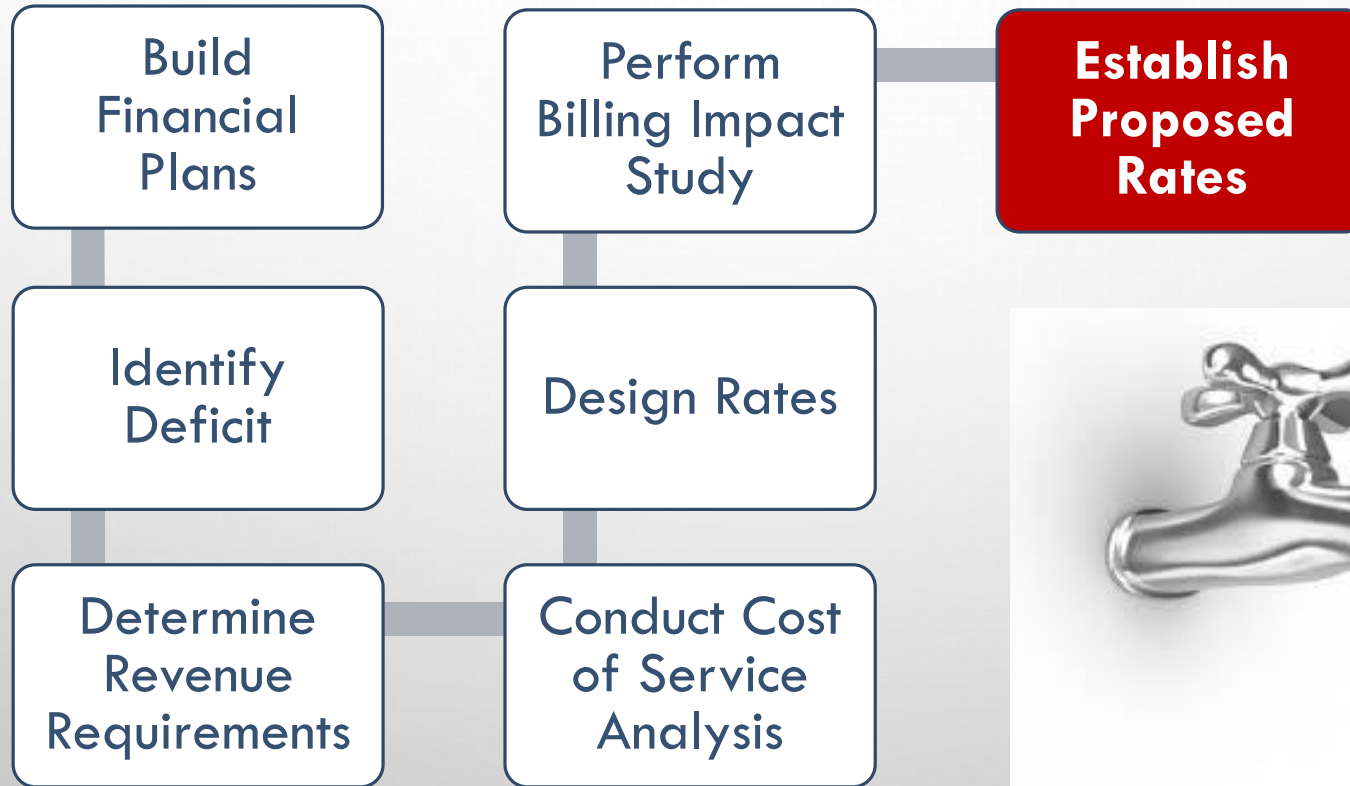 Build
Financial
Plans
Identify
Deficit
Determine
Revenue
Requirements
Conduct Cost
of Service
Analysis
Design Rates
Perform
Billing Impact
Study
Establish
Proposed
Rates